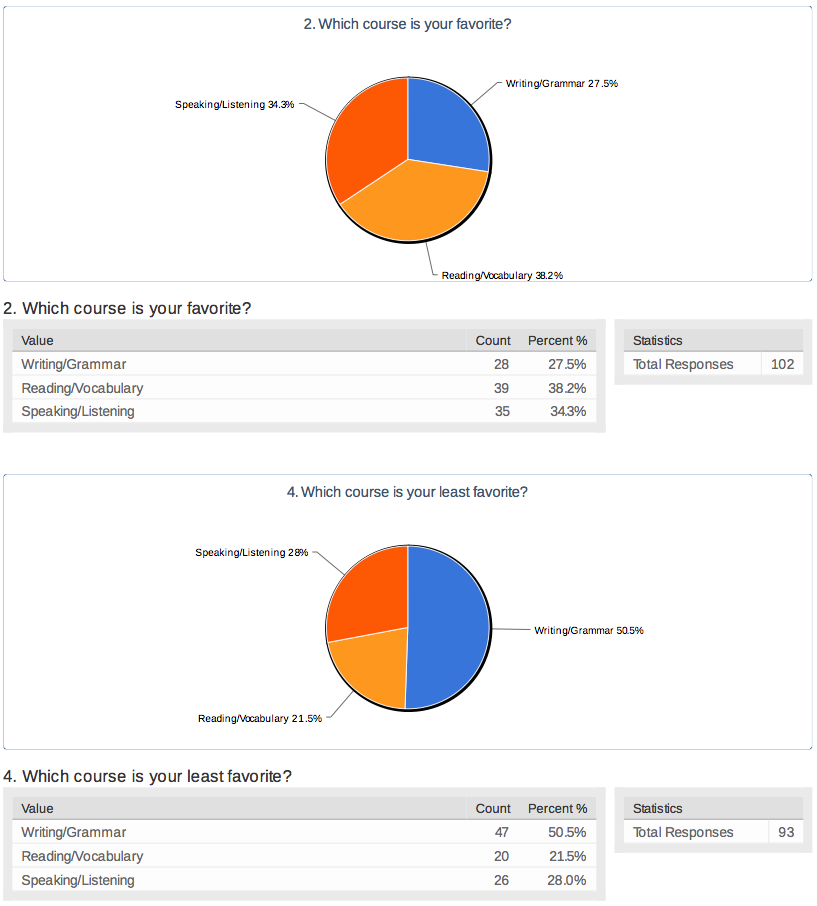 2. Which course is your favorite?
Writing/Grammar 27.5%
Speaking/Listening 34.3%
Reading/Vocabulary 38.2%
2. Which course is your favorite?
Value Count Percent %
Writing/Grammar 28 27.5%
Reading/Vocabulary 39 38.2%
Speaking/Listening 35 34.3%
Statistics
Total Responses 102
4. Which course is your least favorite?
Speaking/Listening 28%
Writing/Grammar 50.5%
Reading/Vocabulary 21.5%
4. Which course is your least favorite?
Value Count Percent %
Writing/Grammar 47 50.5%
Reading/Vocabulary 20 21.5%
Speaking/Listening 26 28.0%
Statistics
Total Responses 93